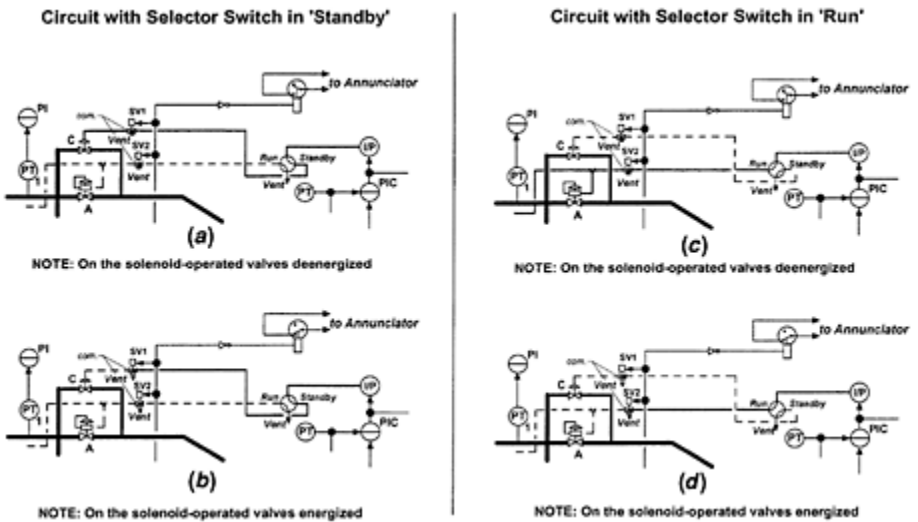 Circuit with Selector Switch in 'Standby'
to Annunciator
PI
com.
SV1
C
Vent
SV2
Run
Standby
I/P
PT
1
Vent
Vent
PT
PIC
A
(a)
NOTE: On the solenoid-operated valves deenergized
to Annunciator
PI
com.
SV1
C
Vent
SV2
Run
Standby
I/P
PT
1
Vent
Vent
PT
PIC
A
(b)
NOTE: On the solenoid-operated valves energized
Circuit with Selector Switch in 'Run'
to Annunciator
PI
com.
SV1
C
Vent
SV2
Run
Standby
I/P
PT
1
Vent
Vent
PT
PIC
A
(c)
NOTE: On the solenoid-operated valves deenergized
to Annunciator
PI
com.
SV1
C
Vent
SV2
Run
Standby
I/P
PT
1
Vent
Vent
PT
PIC
A
(d)
NOTE: On the solenoid-operated valves energized